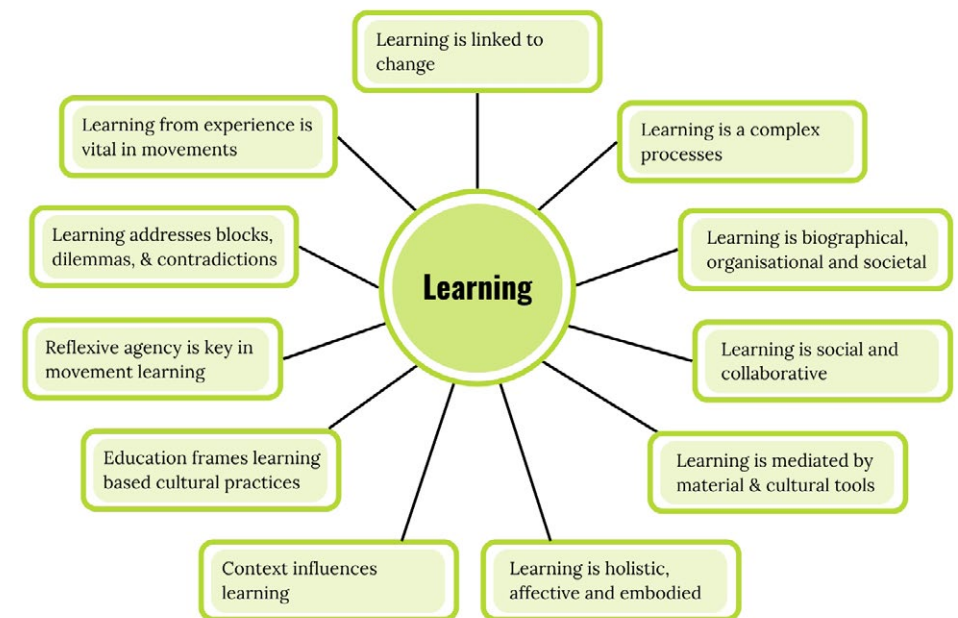 Learning is linked to
change
Learning is a complex
processes
Learning is biographical,
organisational and societal
Learning is social and
collaborative
Learning is mediated by
material & cultural tools
Learning is holistic,
affective and embodied
Context influences
learning
Education frames learning
based cultural practices
Reflexive agency is key in
movement learning
Learning addresses blocks,
dilemmas, & contradictions
Learning from experience is
vital in movements
Learning